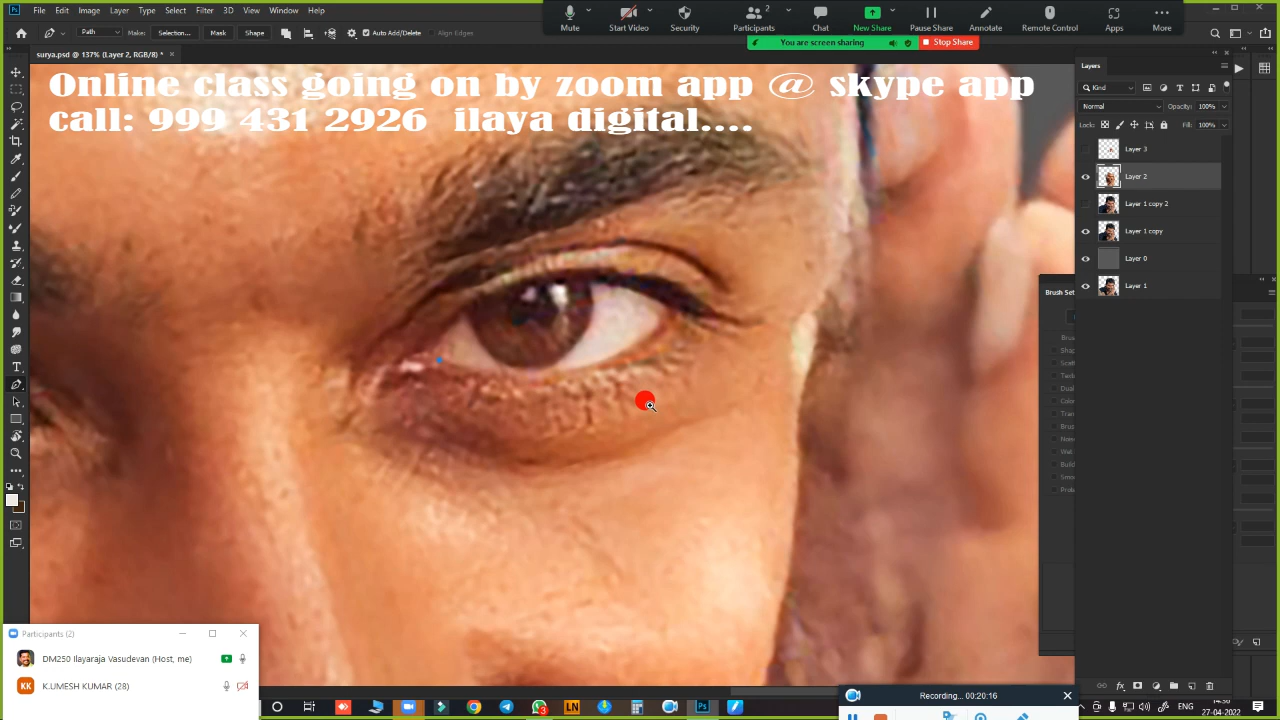 File Edit Image Layer Type Select Filter 3D View Window Help
Mute Start Video Security Participants 2 Chat New Share Pause Share Annotate Remote Control Apps More
Path Make: Selection... Mask Shape Auto Add/Delete Align Edges
You are screen sharing Stop Share
surya.psd @ 137% (Layer 2, RGB/8) *
Layers
Online class going on by zoom app @ skype app
call: 999 431 2926 ilaya digital....
Kind
Normal Opacity: 100%
Lock: Fill: 100%
Layer 3
Layer 2
Layer 1 copy 2
Layer 1 copy
Layer 0
Layer 1
Brush Set
Participants (2)
DM250 Ilayaraja Vasudevan (Host, me)
KK K.UMESH KUMAR (28)
Recording... 00:20:16
3 LN Ps ENG
27-04-2022